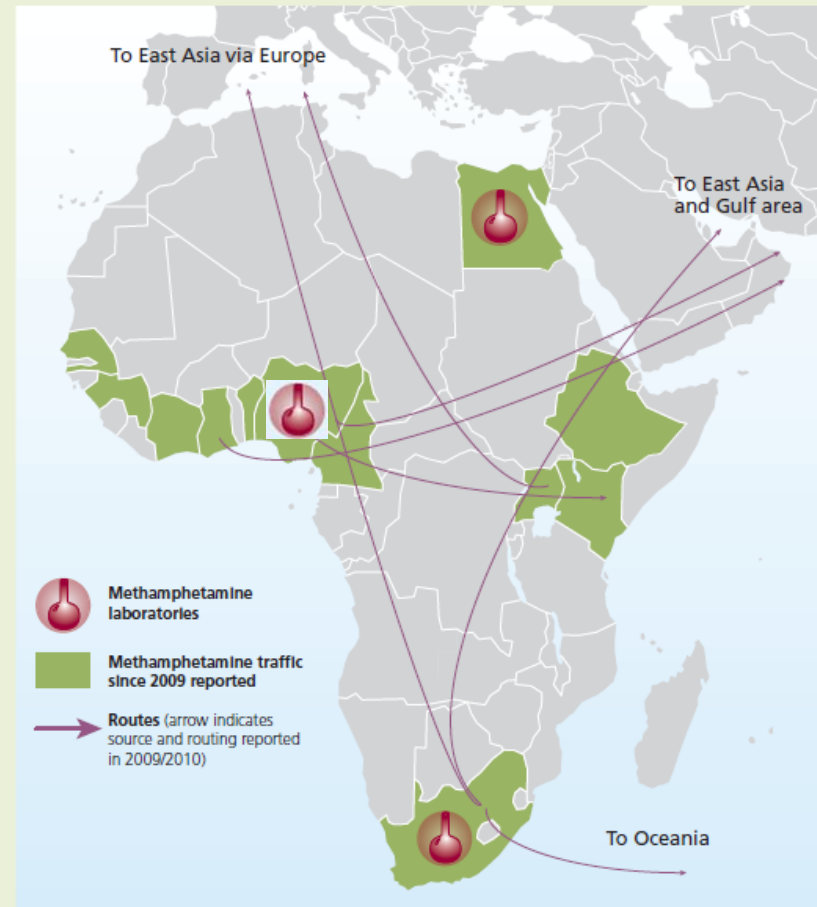 To East Asia via Europe
To East Asia
and Gulf area
Methamphetamine
laboratories
Methamphetamine traffic
since 2009 reported
Routes (arrow indicates
source and routing reported
in 2009/2010)
To Oceania